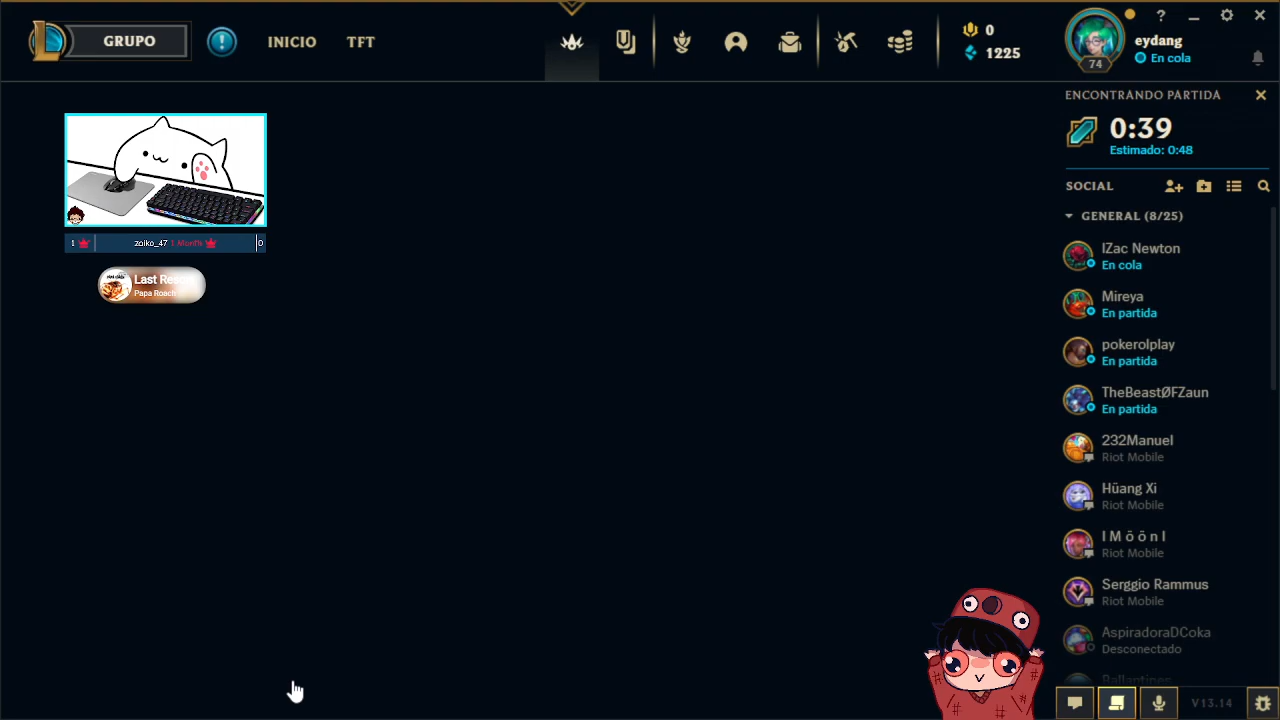 GRUPO
INICIO
TFT
0
1225
?
eydang
En cola
74
ENCONTRANDO PARTIDA
0:39
Estimado: 0:48
SOCIAL
GENERAL (8/25)
IZac Newton
En cola
Mireya
En partida
pokerolplay
En partida
TheBeastØFZaun
En partida
232Manuel
Riot Mobile
Hüang Xi
Riot Mobile
I M ö ö n I
Riot Mobile
Serggio Rammus
Riot Mobile
AspiradoraDCoka
Desconectado
Ballantines
V13.14
1
zoiko_47 1 Month
0
Last
Papa Roach